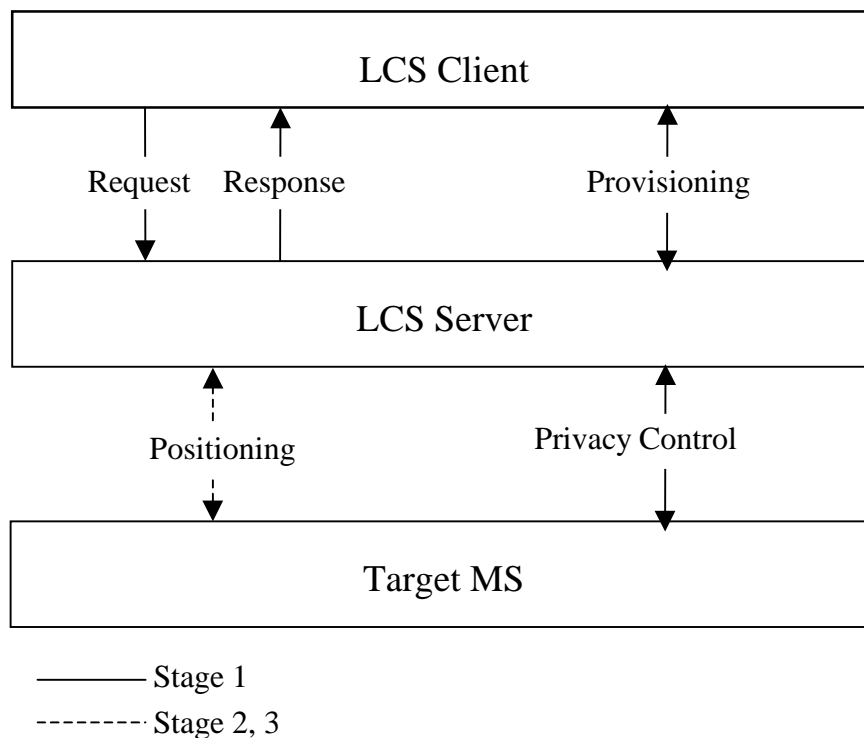 LCS Client
Request Response Provisioning
LCS Server
Positioning Privacy Control
Target MS
Stage 1
Stage 2, 3